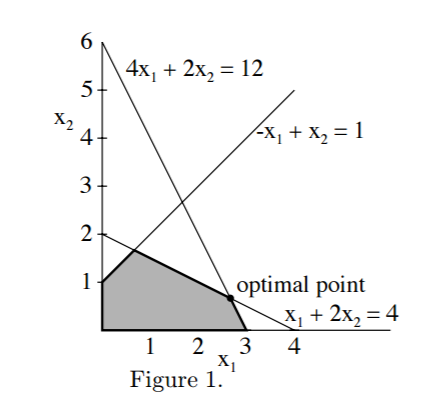 6
4x₁ + 2x₂ = 12
5
x₂
4
-x₁ + x₂ = 1
3
2
1
optimal point
x₁ + 2x₂ = 4
1 2 3 4
x₁
Figure 1.